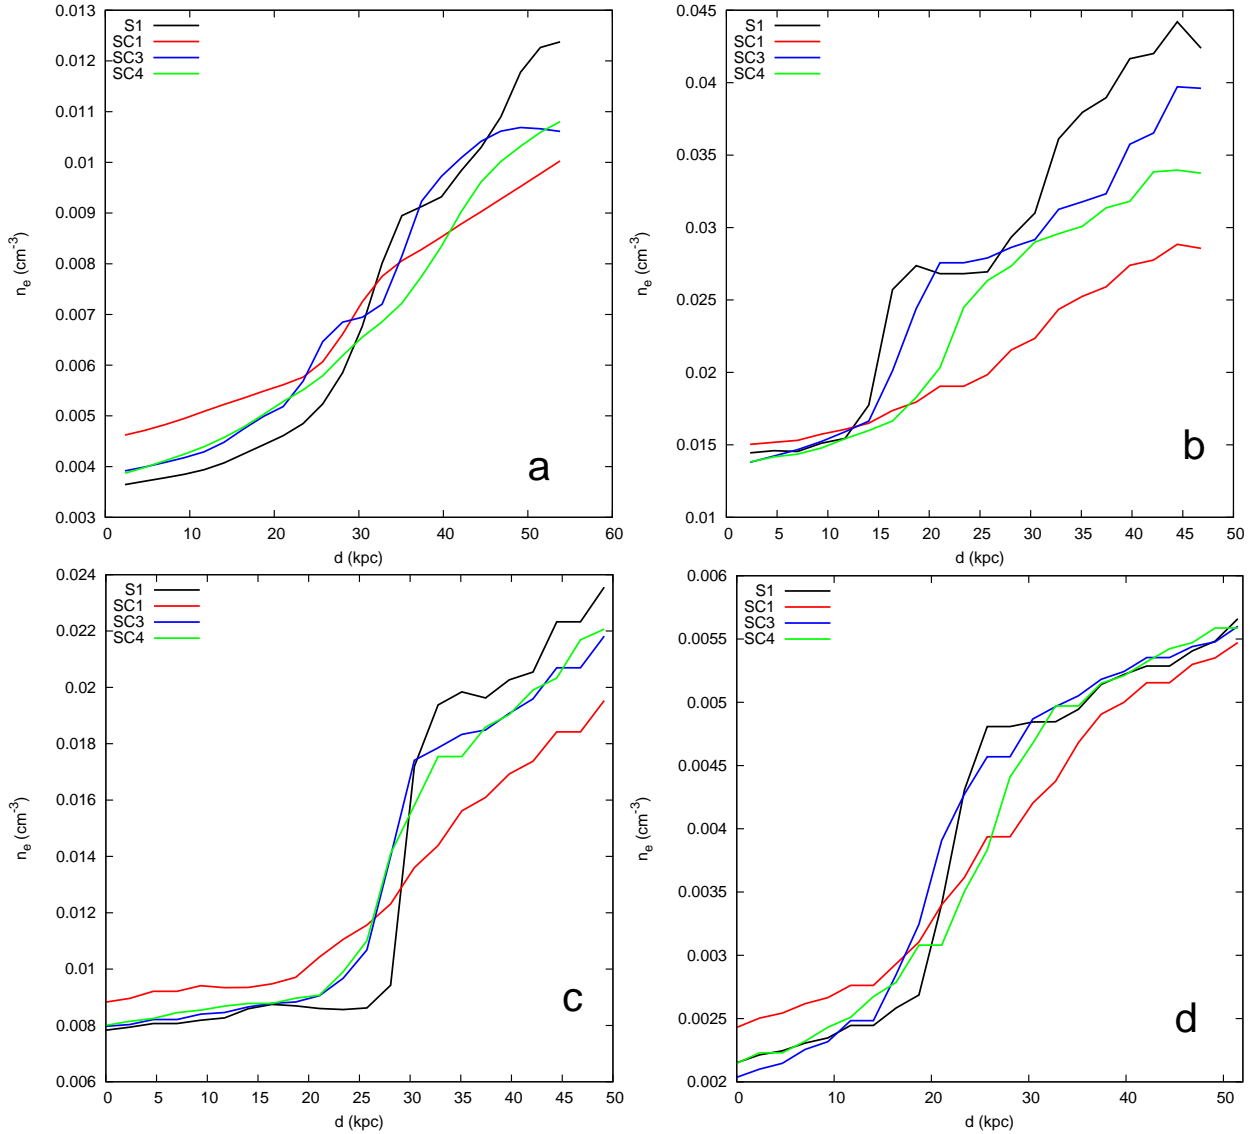 0.013
0.012
0.011
0.01
0.009
0.008
0.007
0.006
0.005
0.004
0.003
n_e (cm^-3)
S1
SC1
SC3
SC4
a
0 10 20 30 40 50 60
d (kpc)
0.045
0.04
0.035
0.03
0.025
0.02
0.015
0.01
n_e (cm^-3)
S1
SC1
SC3
SC4
b
0 5 10 15 20 25 30 35 40 45 50
d (kpc)
0.024
0.022
0.02
0.018
0.016
0.014
0.012
0.01
0.008
0.006
n_e (cm^-3)
S1
SC1
SC3
SC4
c
0 5 10 15 20 25 30 35 40 45 50
d (kpc)
0.006
0.0055
0.005
0.0045
0.004
0.0035
0.003
0.0025
0.002
n_e (cm^-3)
S1
SC1
SC3
SC4
d
0 10 20 30 40 50
d (kpc)